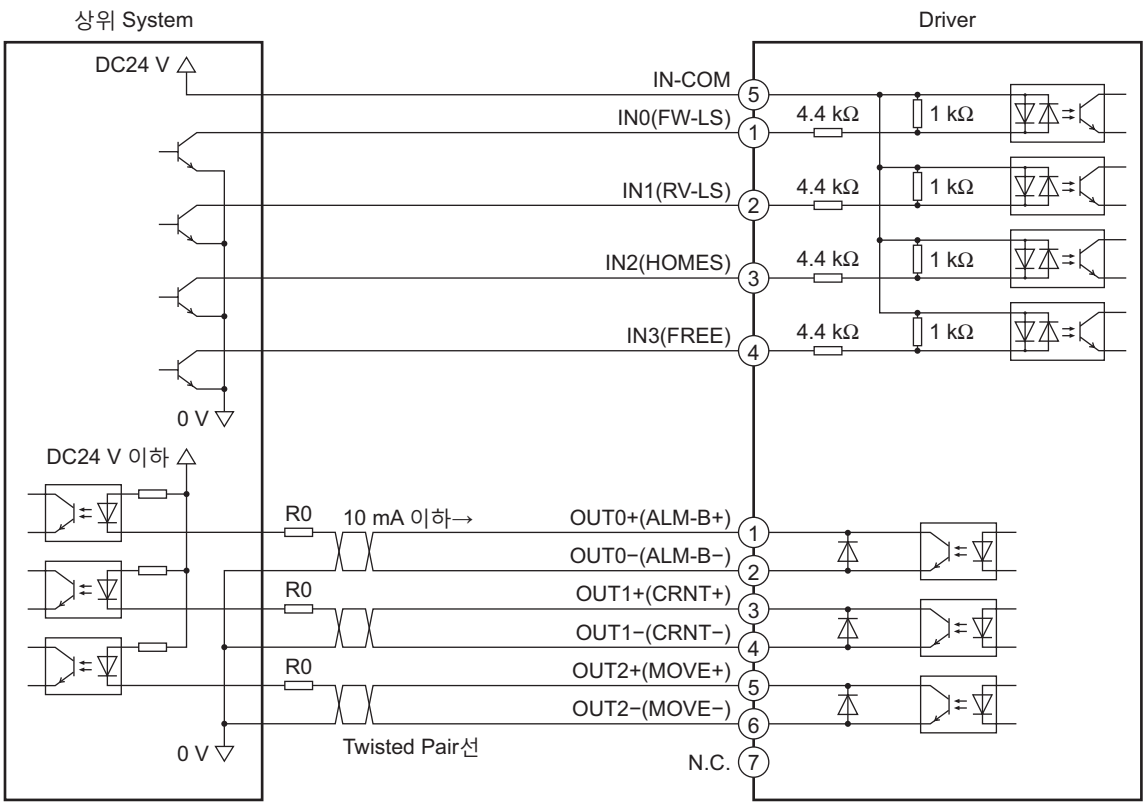 상위 System
Driver
DC24 V
IN-COM
5
IN0(FW-LS)
1
4.4 kΩ
1 kΩ
IN1(RV-LS)
2
4.4 kΩ
1 kΩ
IN2(HOMES)
3
4.4 kΩ
1 kΩ
IN3(FREE)
4
4.4 kΩ
1 kΩ
0 V
DC24 V 이하
R0
10 mA 이하→
OUT0+(ALM-B+)
1
OUT0−(ALM-B−)
2
R0
OUT1+(CRNT+)
3
OUT1−(CRNT−)
4
R0
OUT2+(MOVE+)
5
OUT2−(MOVE−)
6
0 V
Twisted Pair선
N.C.
7